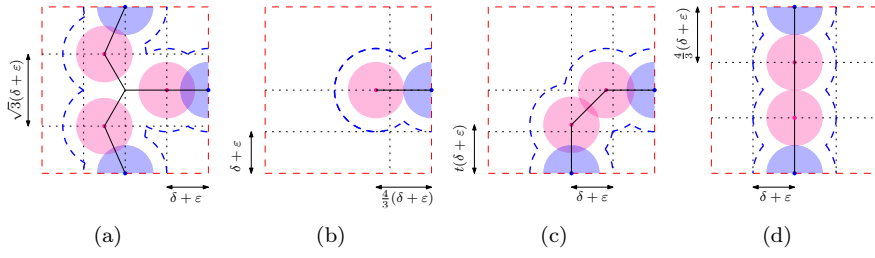 √3(δ + ε)
δ + ε
δ + ε
4/3(δ + ε)
t(δ + ε)
δ + ε
4/3(δ + ε)
δ + ε
(a)
(b)
(c)
(d)